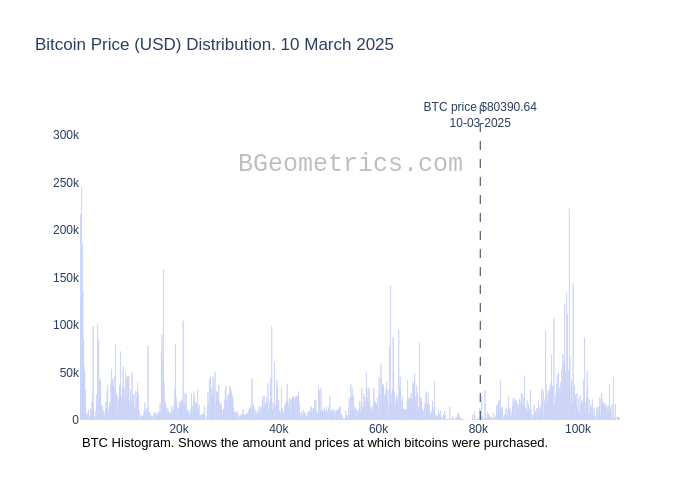 Bitcoin Price (USD) Distribution. 10 March 2025
BTC price $80390.64
10-03-2025
BGeometrics.com
300k
250k
200k
150k
100k
50k
0
20k 40k 60k 80k 100k
BTC Histogram. Shows the amount and prices at which bitcoins were purchased.